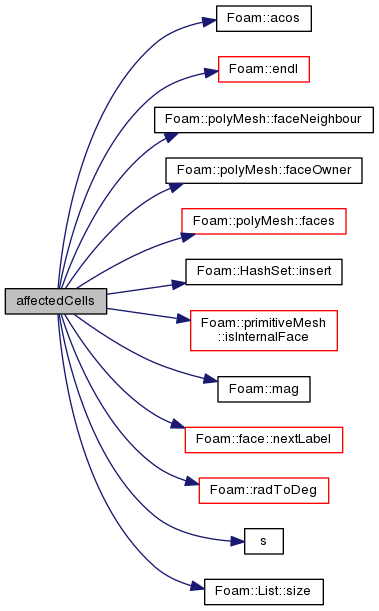 Foam::acos
Foam::endl
Foam::polyMesh::faceNeighbour
Foam::polyMesh::faceOwner
Foam::polyMesh::faces
affectedCells
Foam::HashSet::insert
Foam::primitiveMesh
::isInternalFace
Foam::mag
Foam::face::nextLabel
Foam::radToDeg
s
Foam::List::size